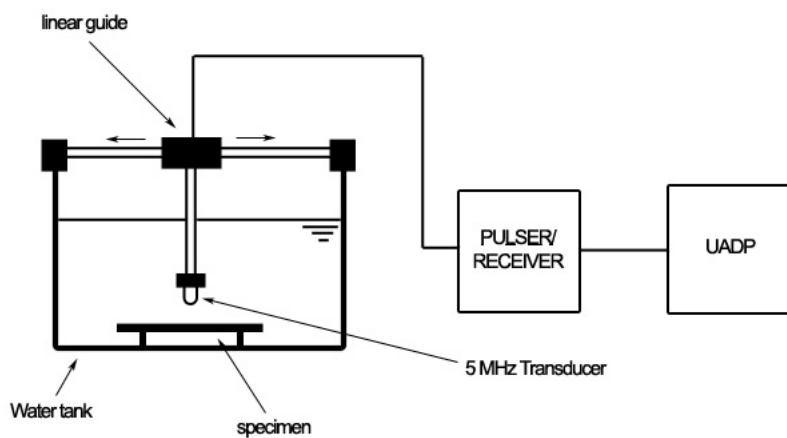 linear guide
PULSER/
RECEIVER
UADP
5 MHz Transducer
Water tank
specimen